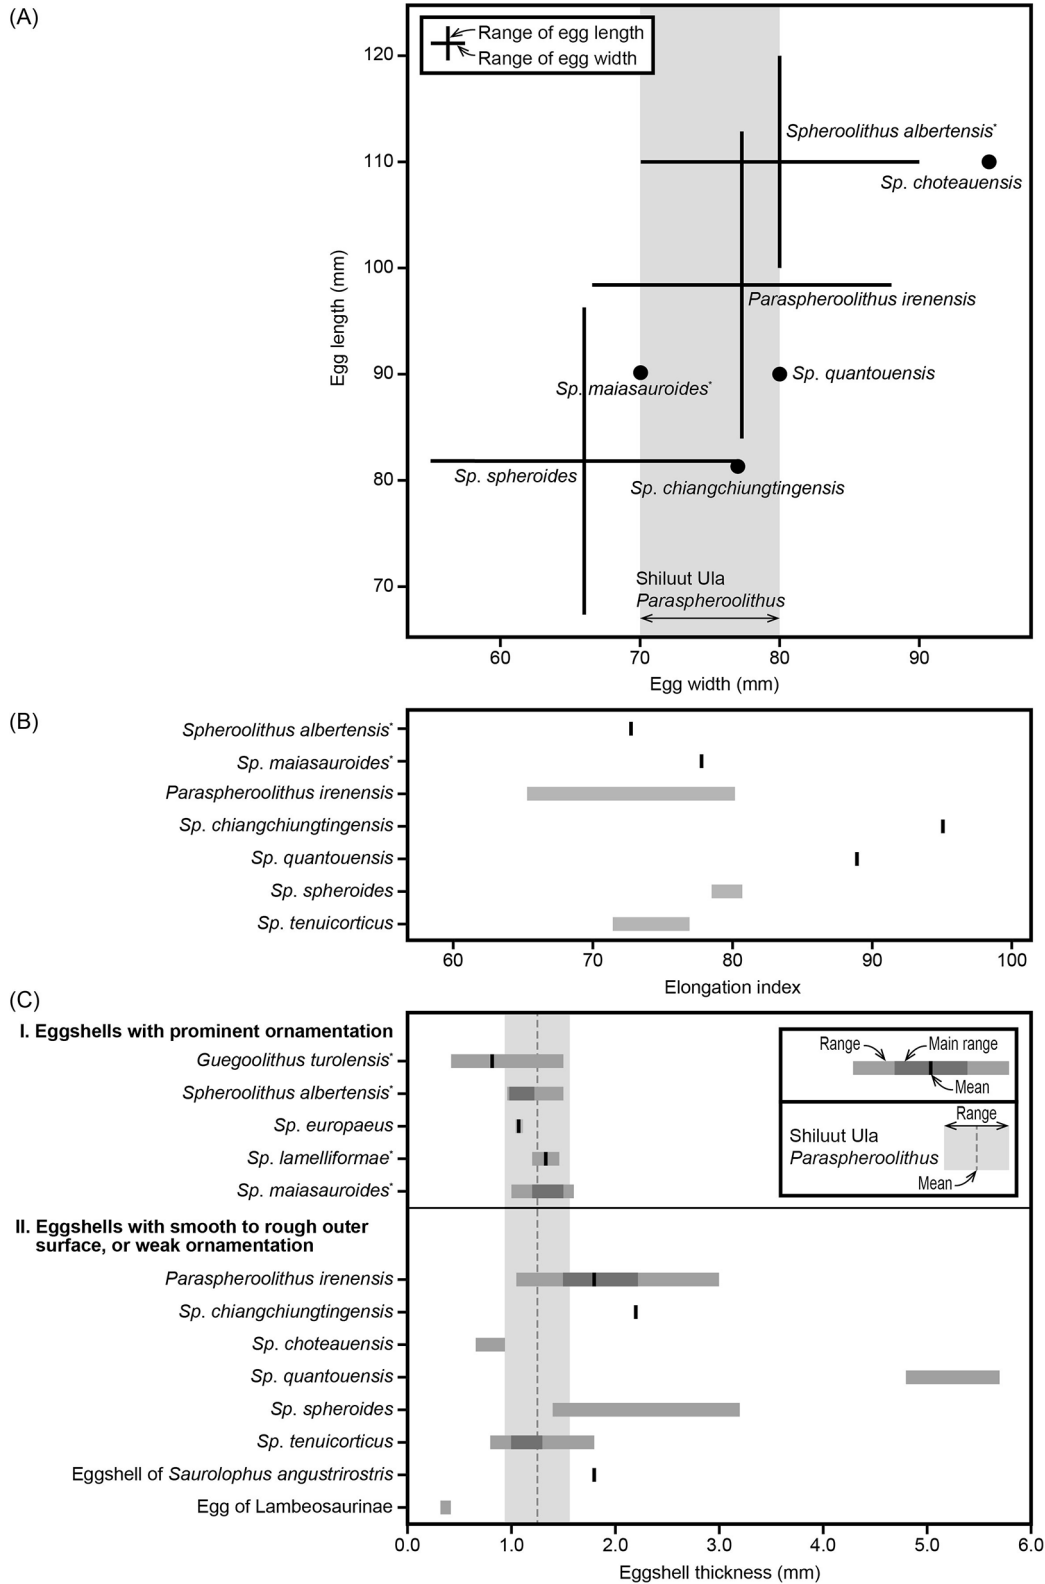 (A)
Range of egg length
Range of egg width
120
110
100
90
80
70
Egg length (mm)
Spheroolithus albertensis*
Sp. choteauensis
Paraspheroolithus irenensis
Sp. maiasauroides*
Sp. quantouensis
Sp. spheroides
Sp. chiangchiungtingensis
Shiluut Ula
Paraspheroolithus
60 70 80 90
Egg width (mm)
(B)
Spheroolithus albertensis*
Sp. maiasauroides*
Paraspheroolithus irenensis
Sp. chiangchiungtingensis
Sp. quantouensis
Sp. spheroides
Sp. tenuicorticus
60 70 80 90 100
Elongation index
(C)
I. Eggshells with prominent ornamentation
Guegoolithus turolensis*
Spheroolithus albertensis*
Sp. europaeus
Sp. lamelliformae*
Sp. maiasauroides*
Range
Main range
Mean
Range
Shiluut Ula
Paraspheroolithus
Mean
II. Eggshells with smooth to rough outer
surface, or weak ornamentation
Paraspheroolithus irenensis
Sp. chiangchiungtingensis
Sp. choteauensis
Sp. quantouensis
Sp. spheroides
Sp. tenuicorticus
Eggshell of Saurolophus angustrirostris
Egg of Lambeosaurinae
0.0 1.0 2.0 3.0 4.0 5.0 6.0
Eggshell thickness (mm)